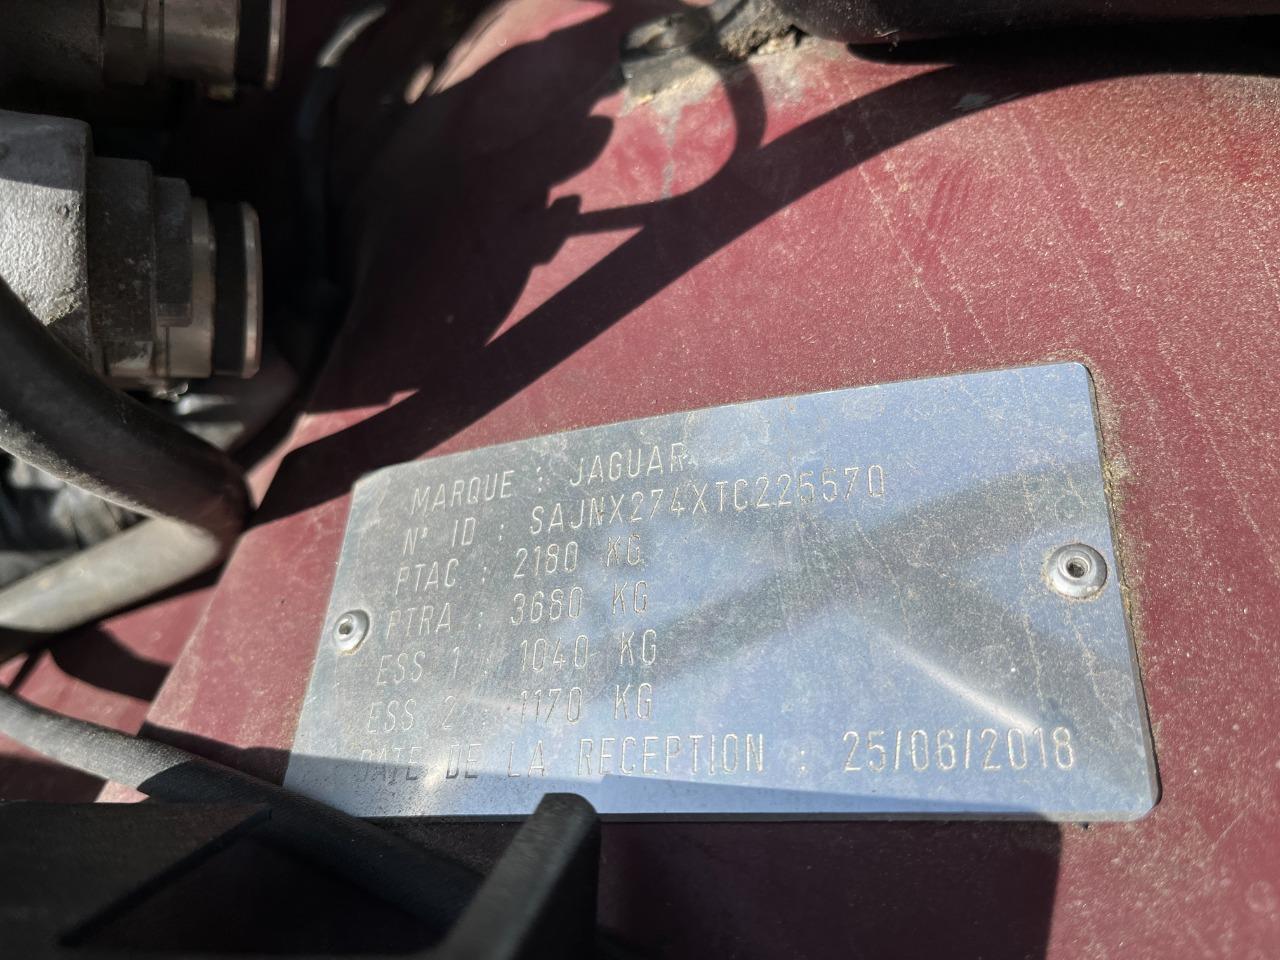 MARQUE : JAGUAR
N° ID : SAJNX274XTC225570
PTAC : 2180 KG
PTRA : 3680 KG
ESS 1 : 1040 KG
ESS 2 : 1170 KG
DATE DE LA RECEPTION : 25/06/2018